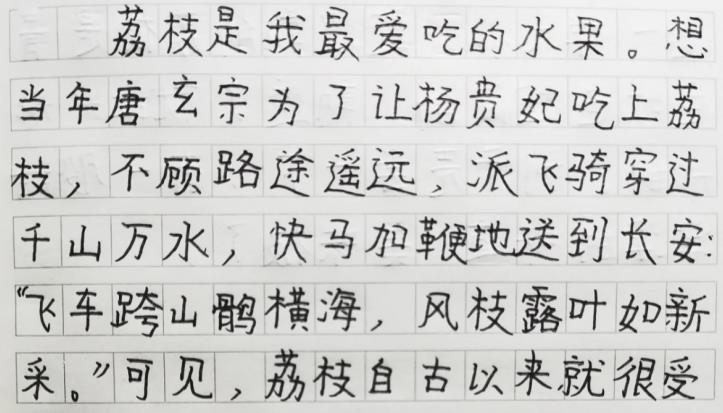 荔枝是我最爱吃的水果。想
当年唐玄宗为了让杨贵妃吃上荔
枝，不顾路途遥远，派飞骑穿过
千山万水，快马加鞭地送到长安：
“飞车跨山鹘横海，风枝露叶如新
采。”可见，荔枝自古以来就很受